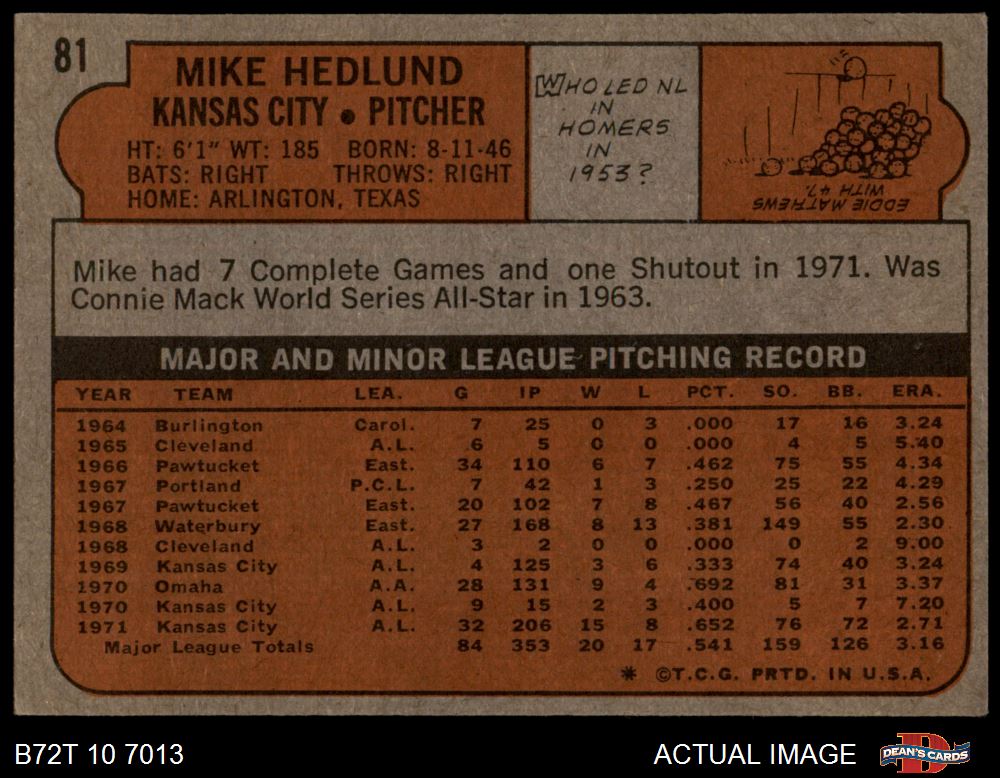 81
MIKE HEDLUND
KANSAS CITY • PITCHER
HT: 6'1" WT: 185 BORN: 8-11-46
BATS: RIGHT THROWS: RIGHT
HOME: ARLINGTON, TEXAS
WHO LED NL
IN
HOMERS
IN
1953?
EDDIE MATHEWS
WITH 47.
Mike had 7 Complete Games and one Shutout in 1971. Was
Connie Mack World Series All-Star in 1963.
MAJOR AND MINOR LEAGUE PITCHING RECORD
YEAR TEAM LEA. G IP W L PCT. SO. BB. ERA.
1964 Burlington Carol. 7 25 0 3 .000 17 16 3.24
1965 Cleveland A.L. 6 5 0 0 .000 4 5 5.40
1966 Pawtucket East. 34 110 6 7 .462 75 55 4.34
1967 Portland P.C.L. 7 42 1 3 .250 25 22 4.29
1967 Pawtucket East. 20 102 7 8 .467 56 40 2.56
1968 Waterbury East. 27 168 8 13 .381 149 55 2.30
1968 Cleveland A.L. 3 2 0 0 .000 0 2 9.00
1969 Kansas City A.L. 4 125 3 6 .333 74 40 3.24
1970 Omaha A.A. 28 131 9 4 .692 81 31 3.37
1970 Kansas City A.L. 9 15 2 3 .400 5 7 7.20
1971 Kansas City A.L. 32 206 15 8 .652 76 72 2.71
Major League Totals 84 353 20 17 .541 159 126 3.16
* ©T.C.G. PRTD. IN U.S.A.
B72T 10 7013 ACTUAL IMAGE DEAN'S CARDS